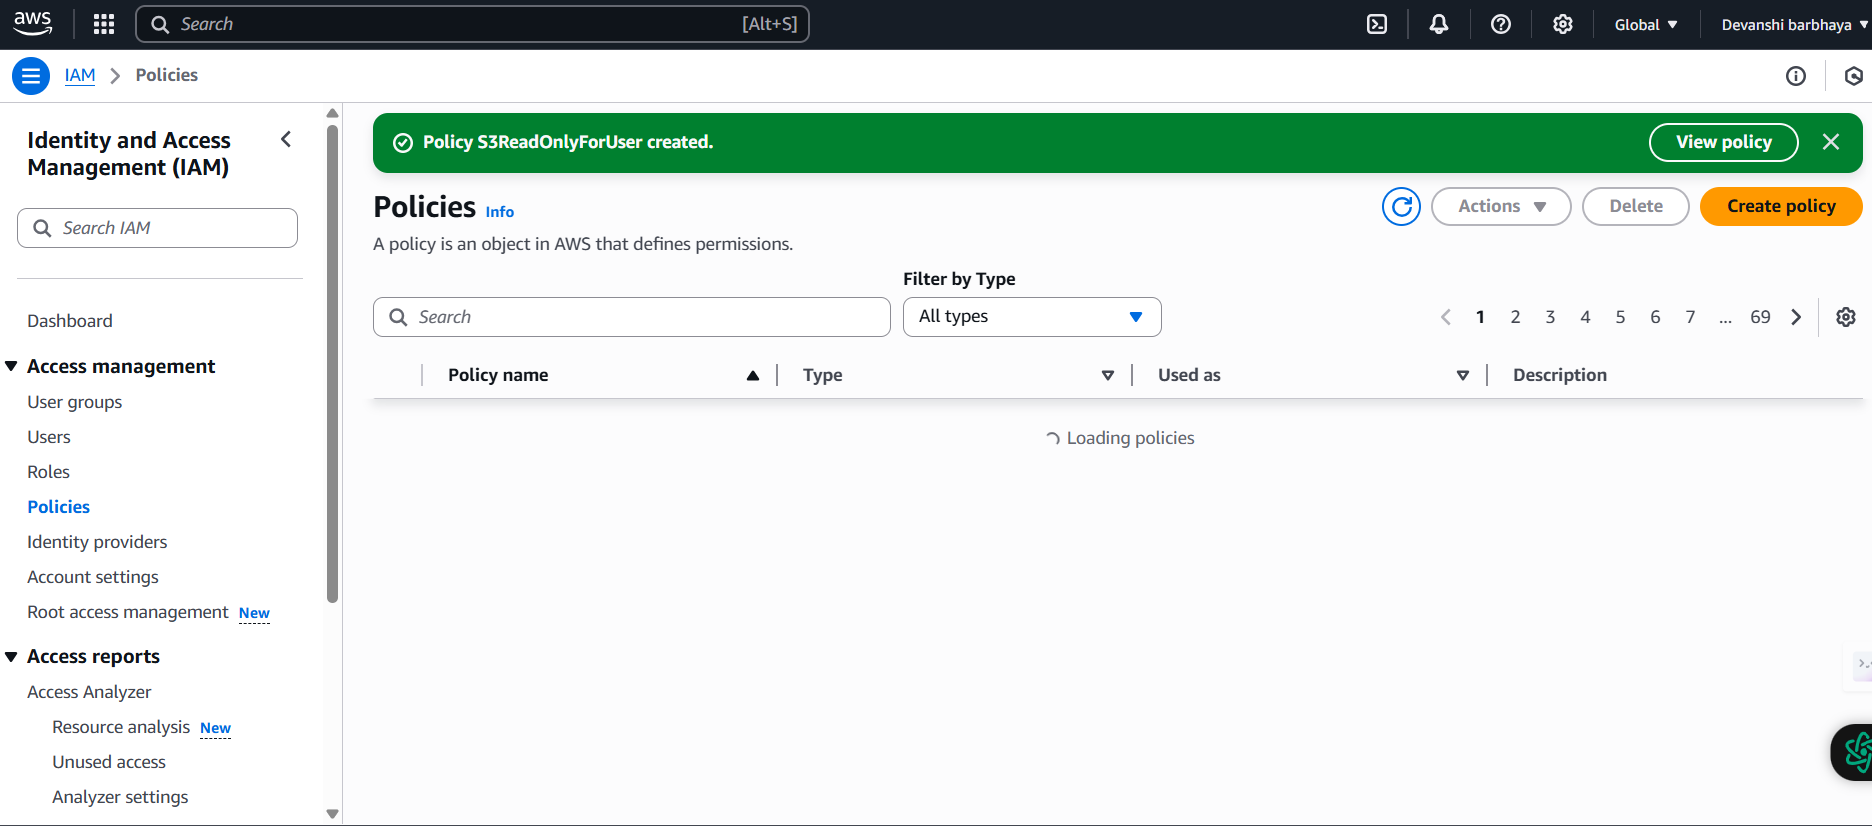 aws
Search [Alt+S]
Global
Devanshi barbhaya
IAM
Policies
Identity and Access
Management (IAM)
Search IAM
Dashboard
Access management
User groups
Users
Roles
Policies
Identity providers
Account settings
Root access management New
Access reports
Access Analyzer
Resource analysis New
Unused access
Analyzer settings
Policy S3ReadOnlyForUser created.
View policy
Policies Info
Actions
Delete
Create policy
A policy is an object in AWS that defines permissions.
Filter by Type
Search
All types
1 2 3 4 5 6 7 ... 69
Policy name
Type
Used as
Description
Loading policies